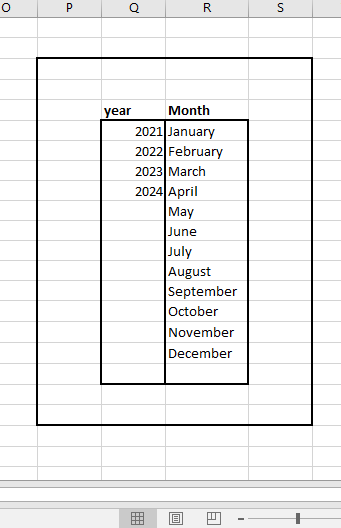 O P Q R S
year Month
2021 January
2022 February
2023 March
2024 April
May
June
July
August
September
October
November
December